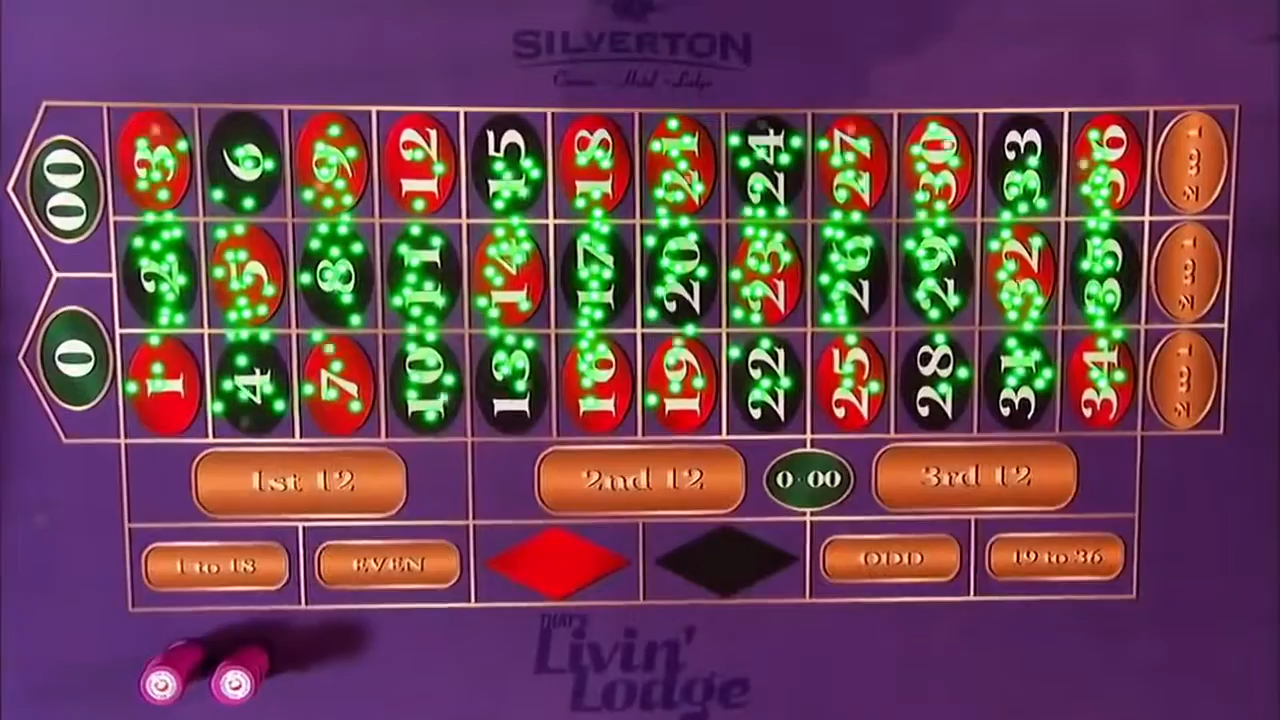 SILVERTON
Casino - Hotel - Lodge
00 3 6 9 12 15 18 21 24 27 30 33 36 2 to 1
2 5 8 11 14 17 20 23 26 29 32 35 2 to 1
0 1 4 7 10 13 16 19 22 25 28 31 34 2 to 1
1st 12 2nd 12 0-00 3rd 12
1 to 18 EVEN ODD 19 to 36
THAT'S
Livin'
Lodge